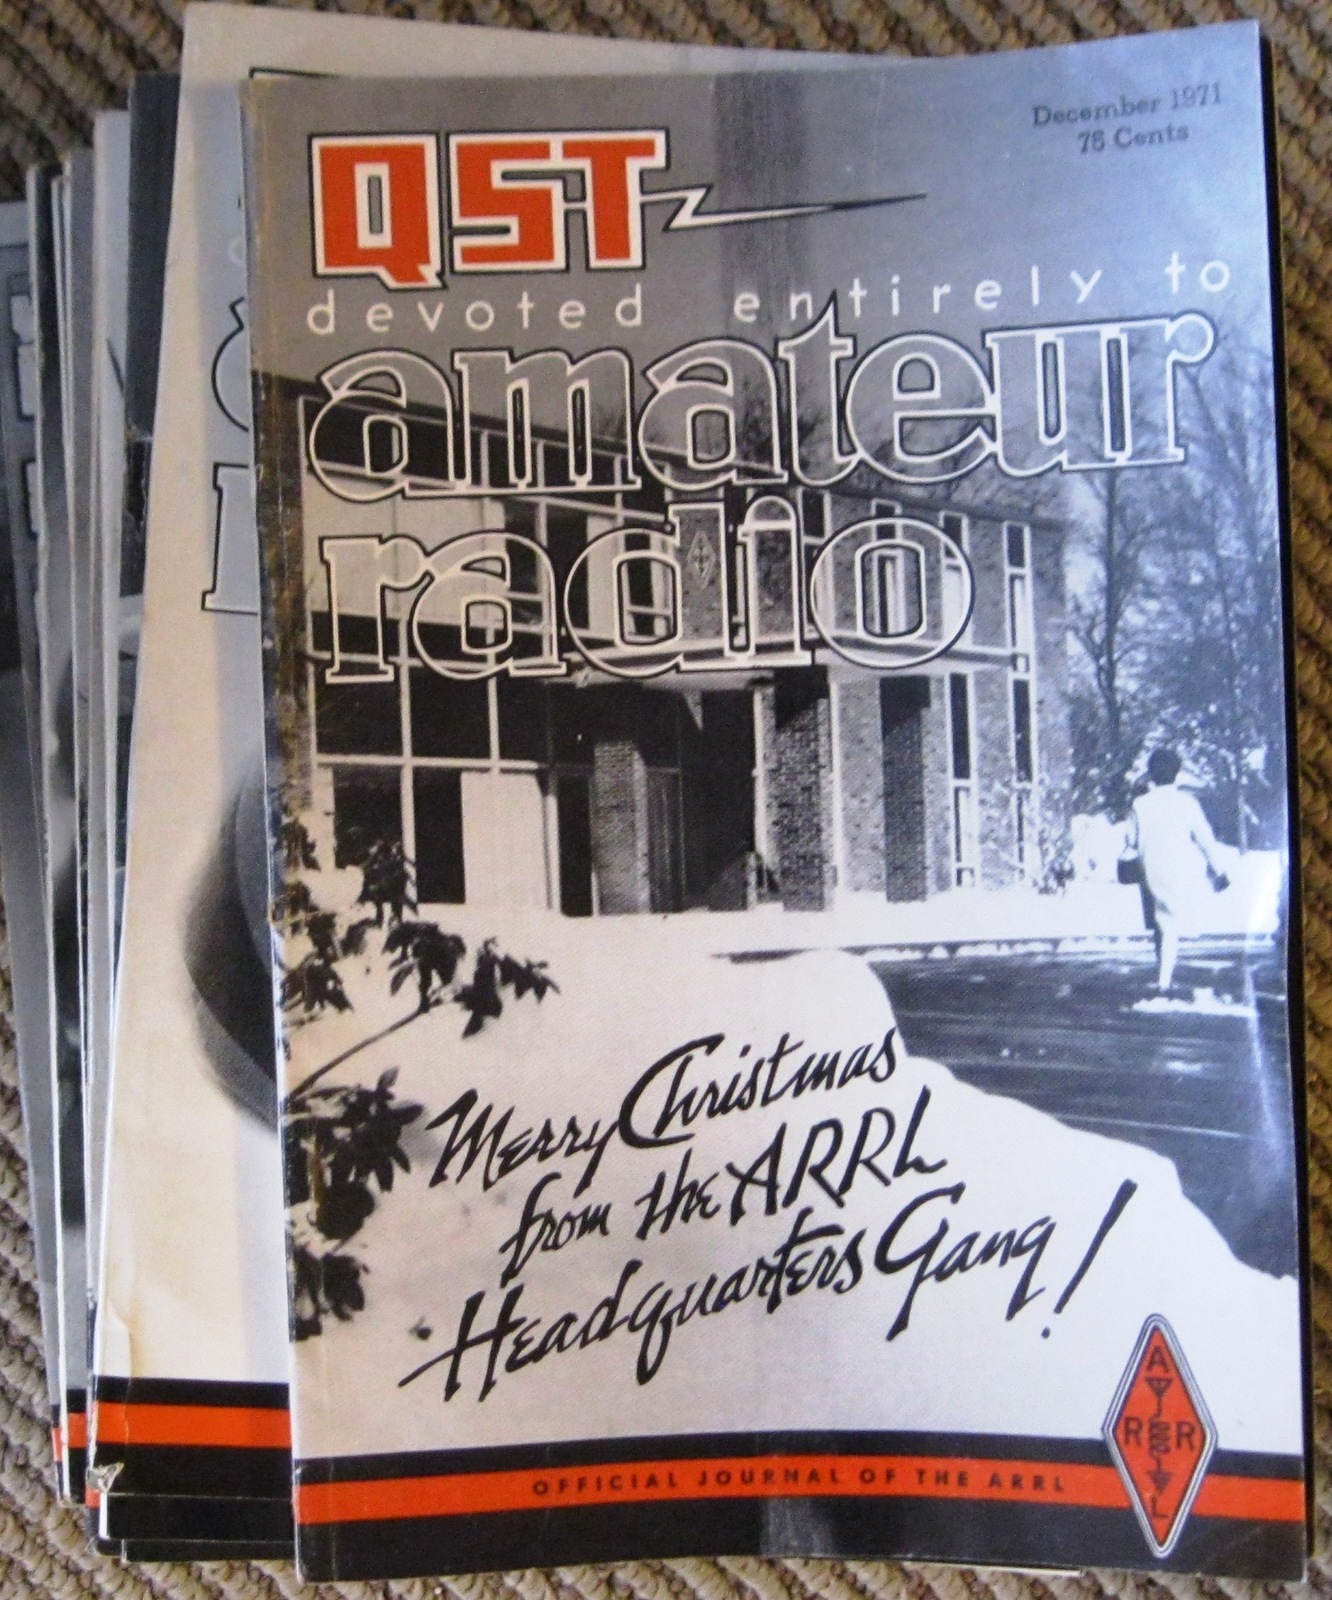 December 1971
75 Cents
QST
devoted entirely to
amateur
radio
Merry Christmas
from the ARRL
Headquarters Gang!
A
R R
L
OFFICIAL JOURNAL OF THE ARRL